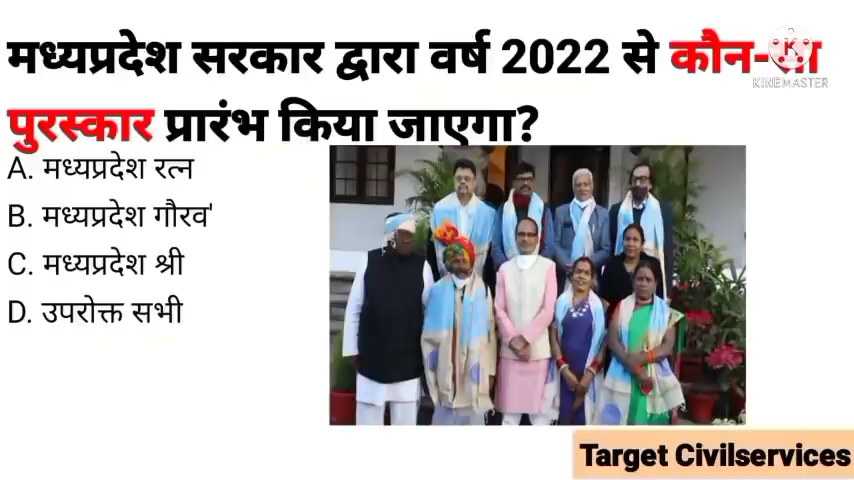 मध्यप्रदेश सरकार द्वारा वर्ष 2022 से कौन-सा
KINEMASTER
पुरस्कार प्रारंभ किया जाएगा?
A. मध्यप्रदेश रत्न
B. मध्यप्रदेश गौरव'
C. मध्यप्रदेश श्री
D. उपरोक्त सभी
Target Civilservices